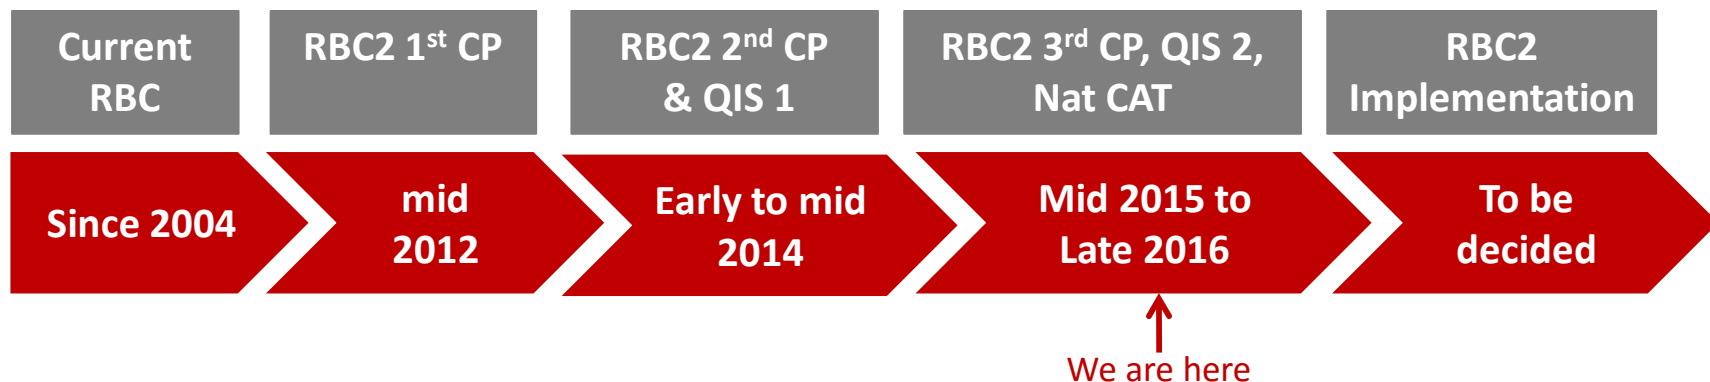 Current
RBC
RBC2 1st CP
RBC2 2nd CP
& QIS 1
RBC2 3rd CP, QIS 2,
Nat CAT
RBC2
Implementation
Since 2004
mid
2012
Early to mid
2014
Mid 2015 to
Late 2016
To be
decided
We are here